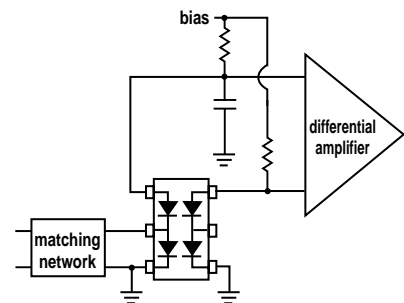 bias
differential
amplifier
matching
network